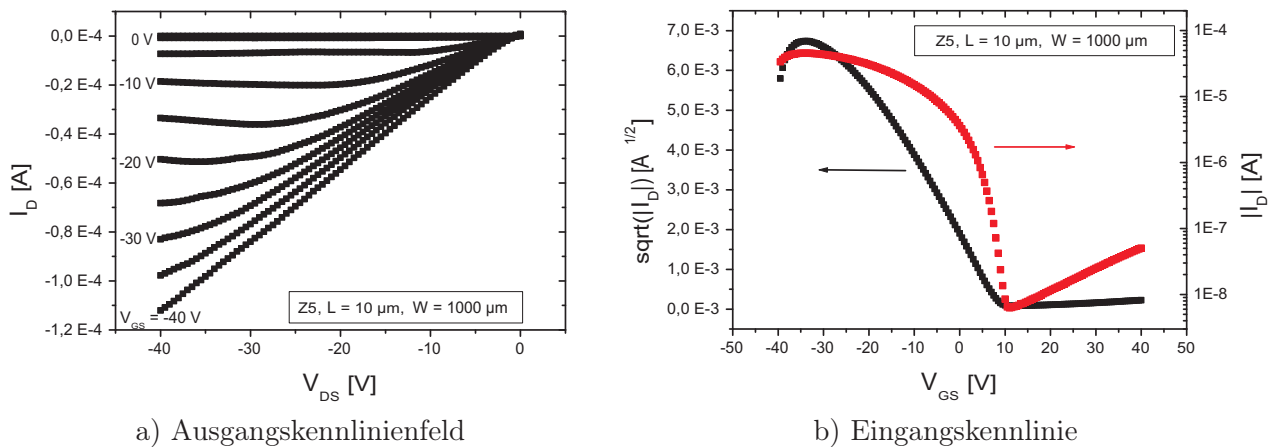 0,0 E-4
-0,2 E-4
-0,4 E-4
-0,6 E-4
-0,8 E-4
-1,0 E-4
-1,2 E-4
I_D [A]
0 V
-10 V
-20 V
-30 V
V_GS = -40 V
Z5, L = 10 µm, W = 1000 µm
-40 -30 -20 -10 0
V_DS [V]
a) Ausgangskennlinienfeld
7,0 E-3
6,0 E-3
5,0 E-3
4,0 E-3
3,0 E-3
2,0 E-3
1,0 E-3
0,0 E-3
sqrt(|I_D|) [A^1/2]
Z5, L = 10 µm, W = 1000 µm
1E-4
1E-5
1E-6
1E-7
1E-8
|I_D| [A]
-50 -40 -30 -20 -10 0 10 20 30 40 50
V_GS [V]
b) Eingangskennlinie